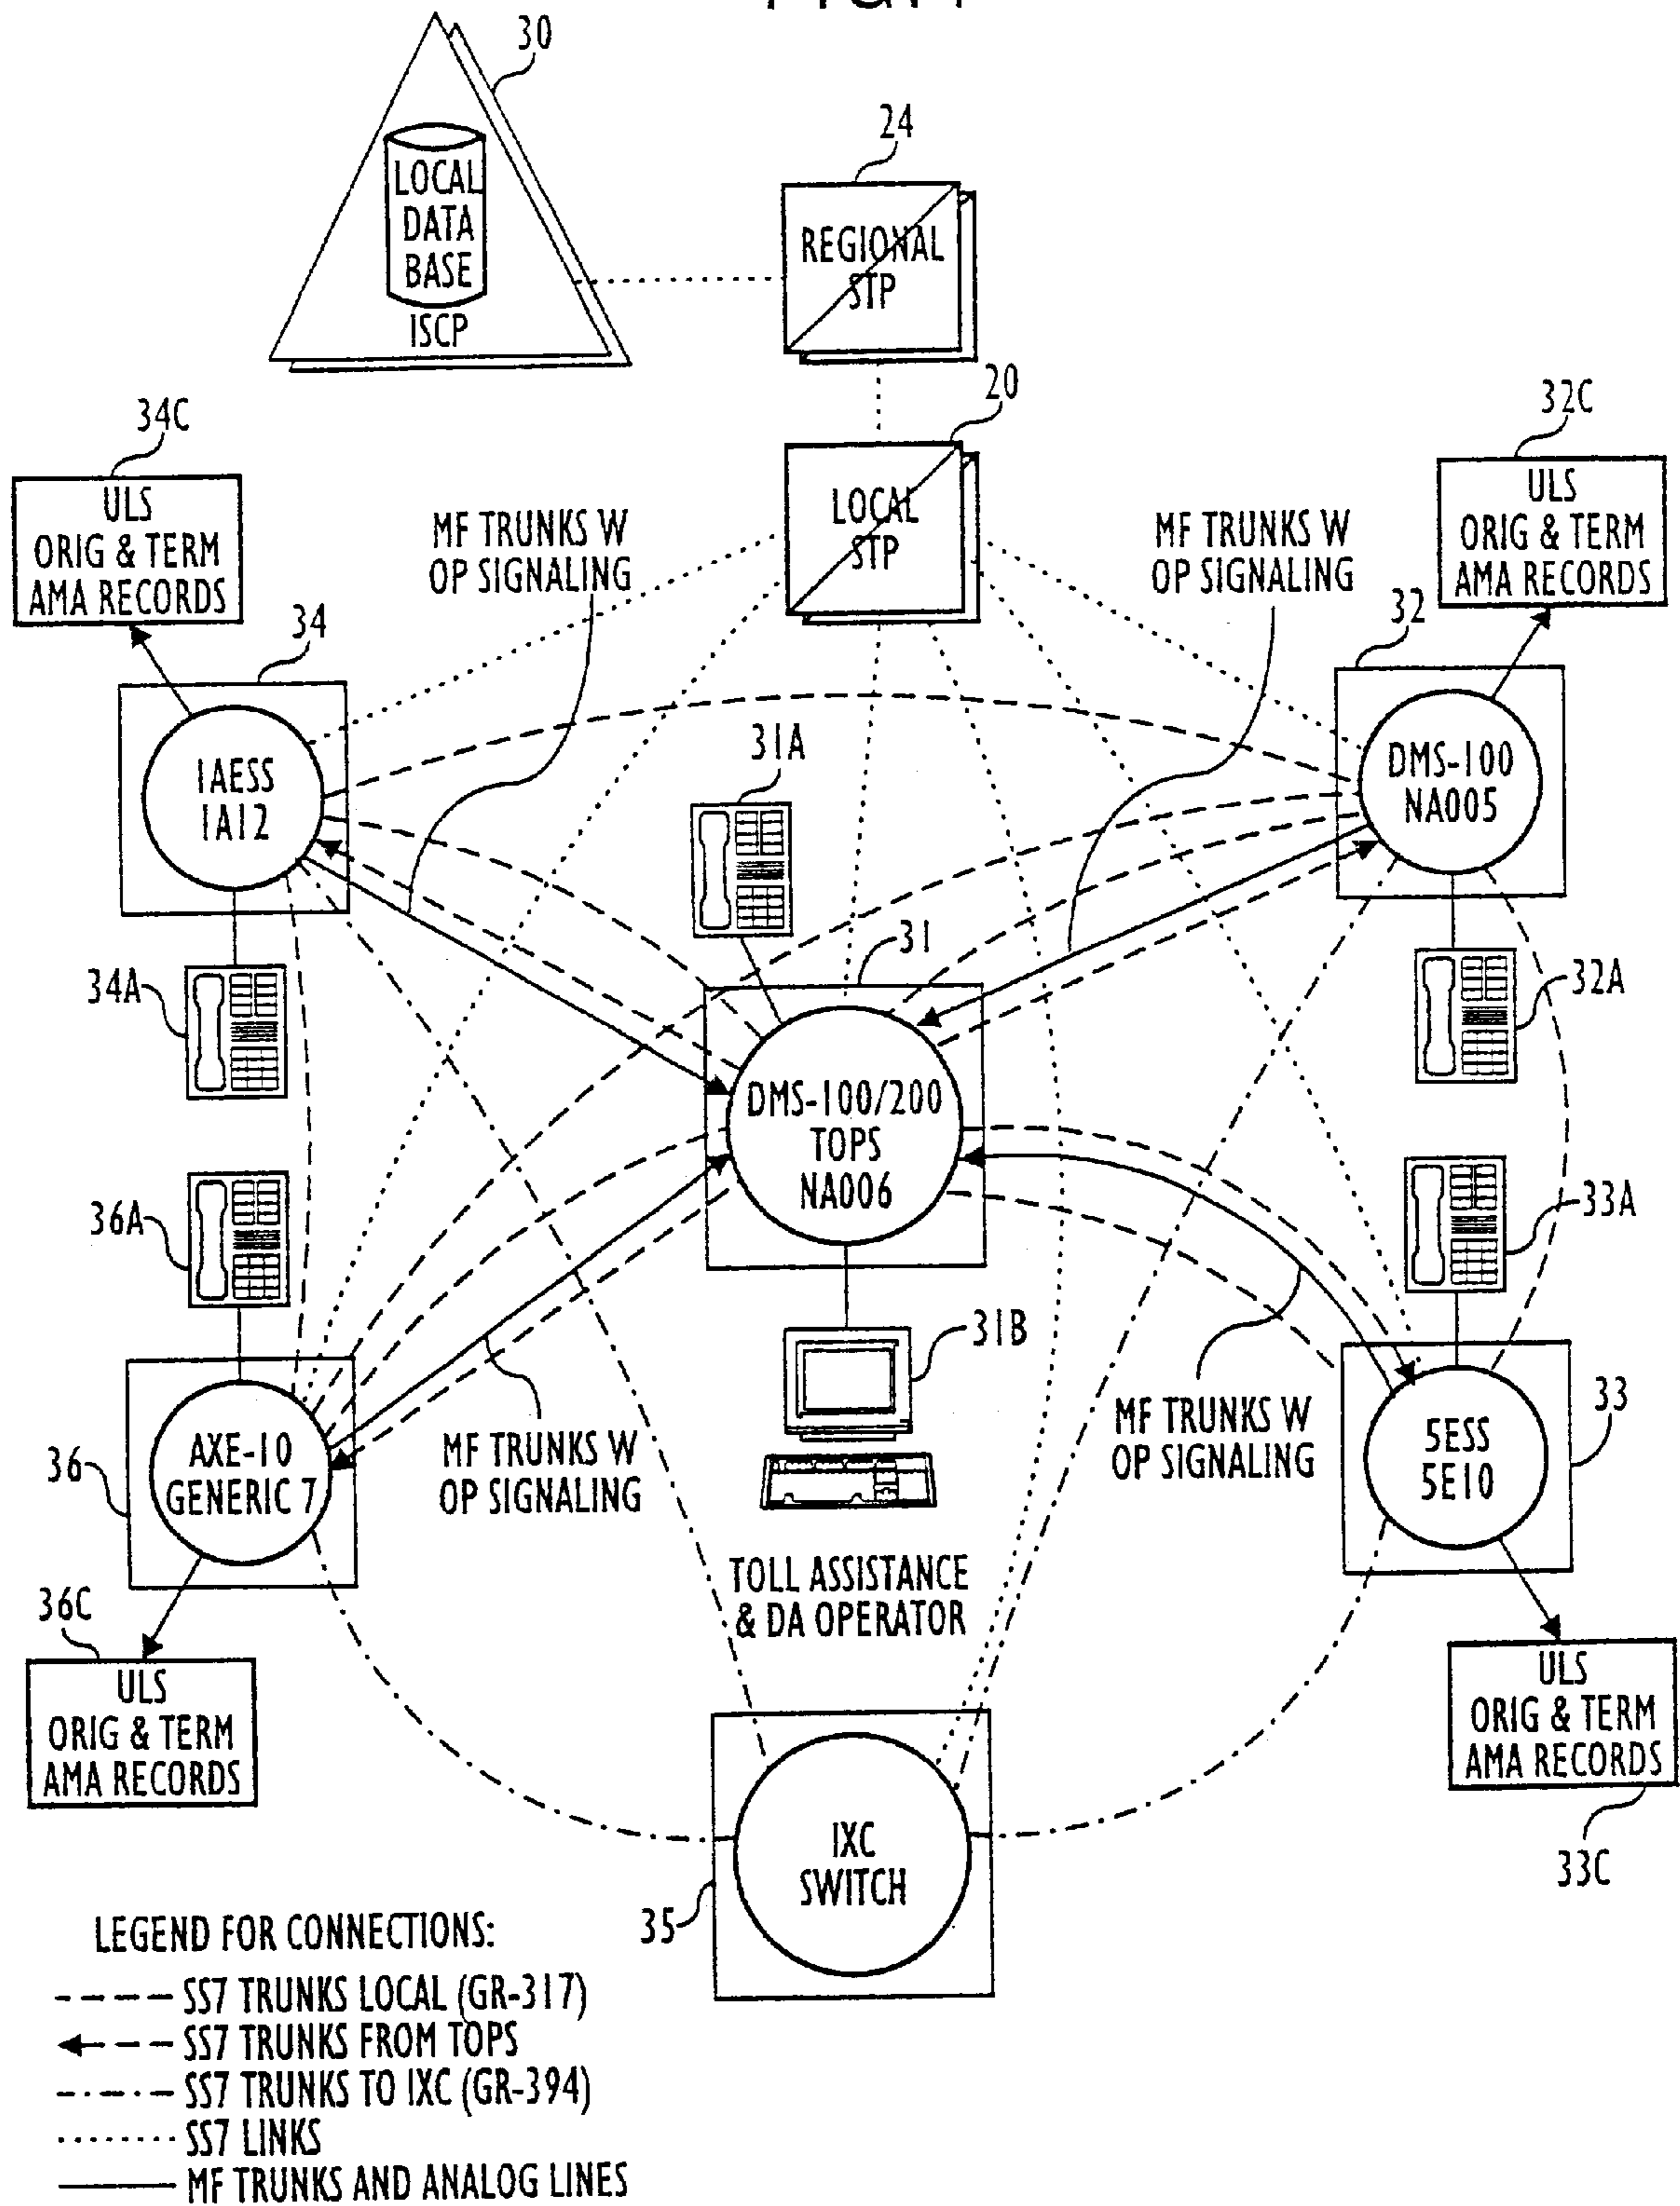 30
24
LOCAL
DATA
BASE
ISCP
REGIONAL
STP
20
34C
32C
ULS
ORIG & TERM
AMA RECORDS
MF TRUNKS W
OP SIGNALING
LOCAL
STP
MF TRUNKS W
OP SIGNALING
ULS
ORIG & TERM
AMA RECORDS
34
32
31A
1AESS
1A12
DMS-100
NA005
31
34A
32A
DMS-100/200
TOPS
NA006
36A
33A
31B
36
AXE-10
GENERIC 7
MF TRUNKS W
OP SIGNALING
MF TRUNKS W
OP SIGNALING
5ESS
5E10
33
TOLL ASSISTANCE
& DA OPERATOR
36C
ULS
ORIG & TERM
AMA RECORDS
ULS
ORIG & TERM
AMA RECORDS
33C
IXC
SWITCH
35
LEGEND FOR CONNECTIONS:
SS7 TRUNKS LOCAL (GR-317)
SS7 TRUNKS FROM TOPS
SS7 TRUNKS TO IXC (GR-394)
SS7 LINKS
MF TRUNKS AND ANALOG LINES